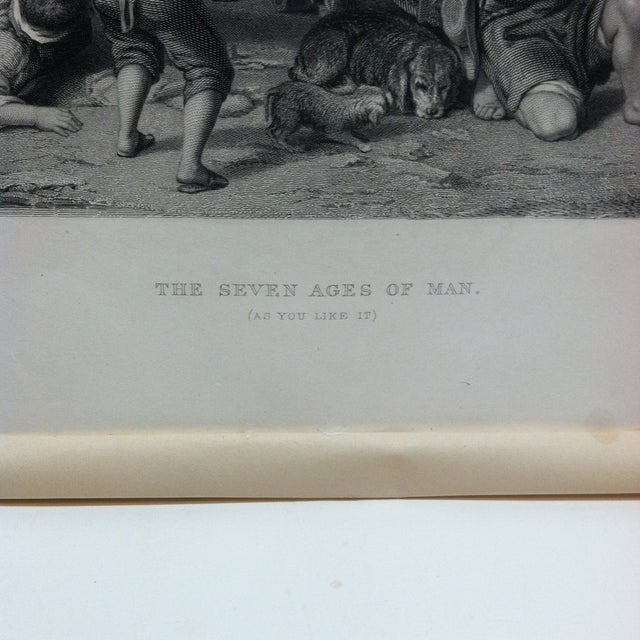 THE SEVEN AGES OF MAN.
(AS YOU LIKE IT)